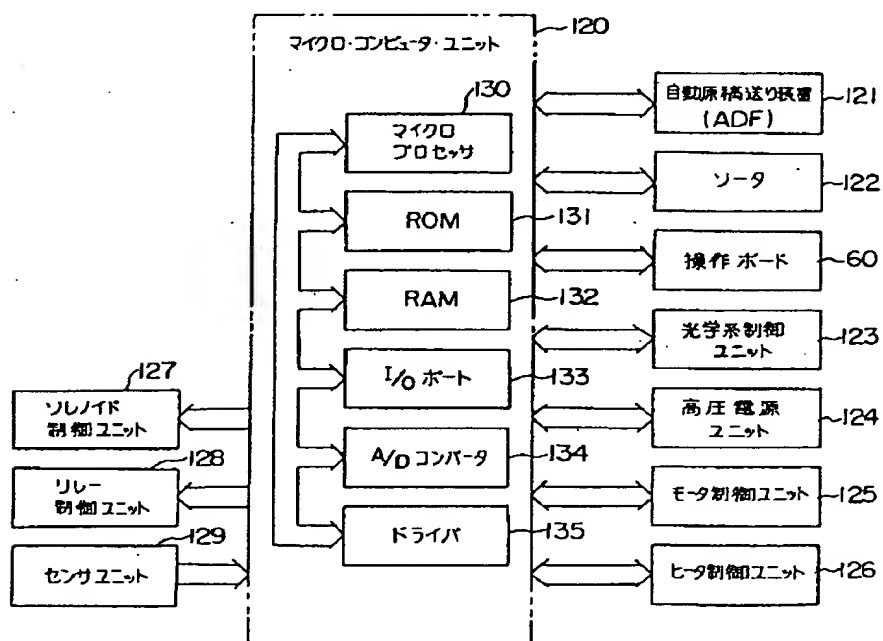 120
マイクロ・コンピュータ・ユニット
130
マイクロ
プロセッサ
ROM
131
RAM
132
I/O ポート
133
A/D コンバータ
134
ドライバ
135
127
ソレノイド
制御ユニット
128
リレー
制御ユニット
129
センサユニット
自動原稿送り装置
(ADF)
121
ソータ
122
操作ボード
60
光学系制御
ユニット
123
高圧電源
ユニット
124
モータ制御ユニット
125
ヒータ制御ユニット
126